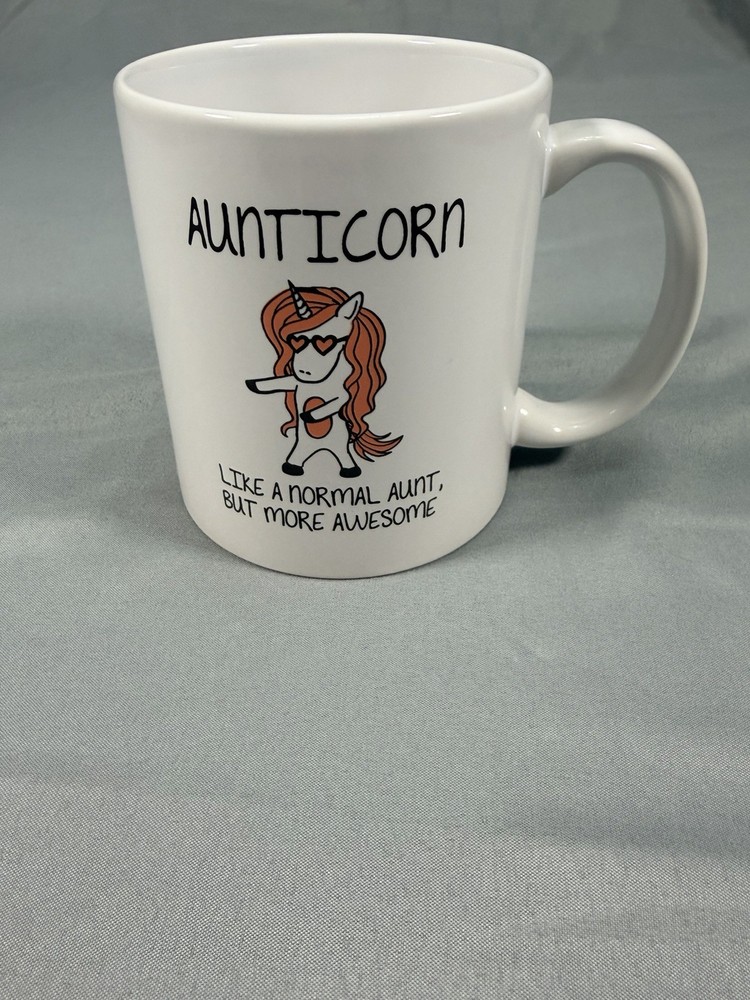 AUNTICORN
LIKE A NORMAL AUNT,
BUT MORE AWESOME